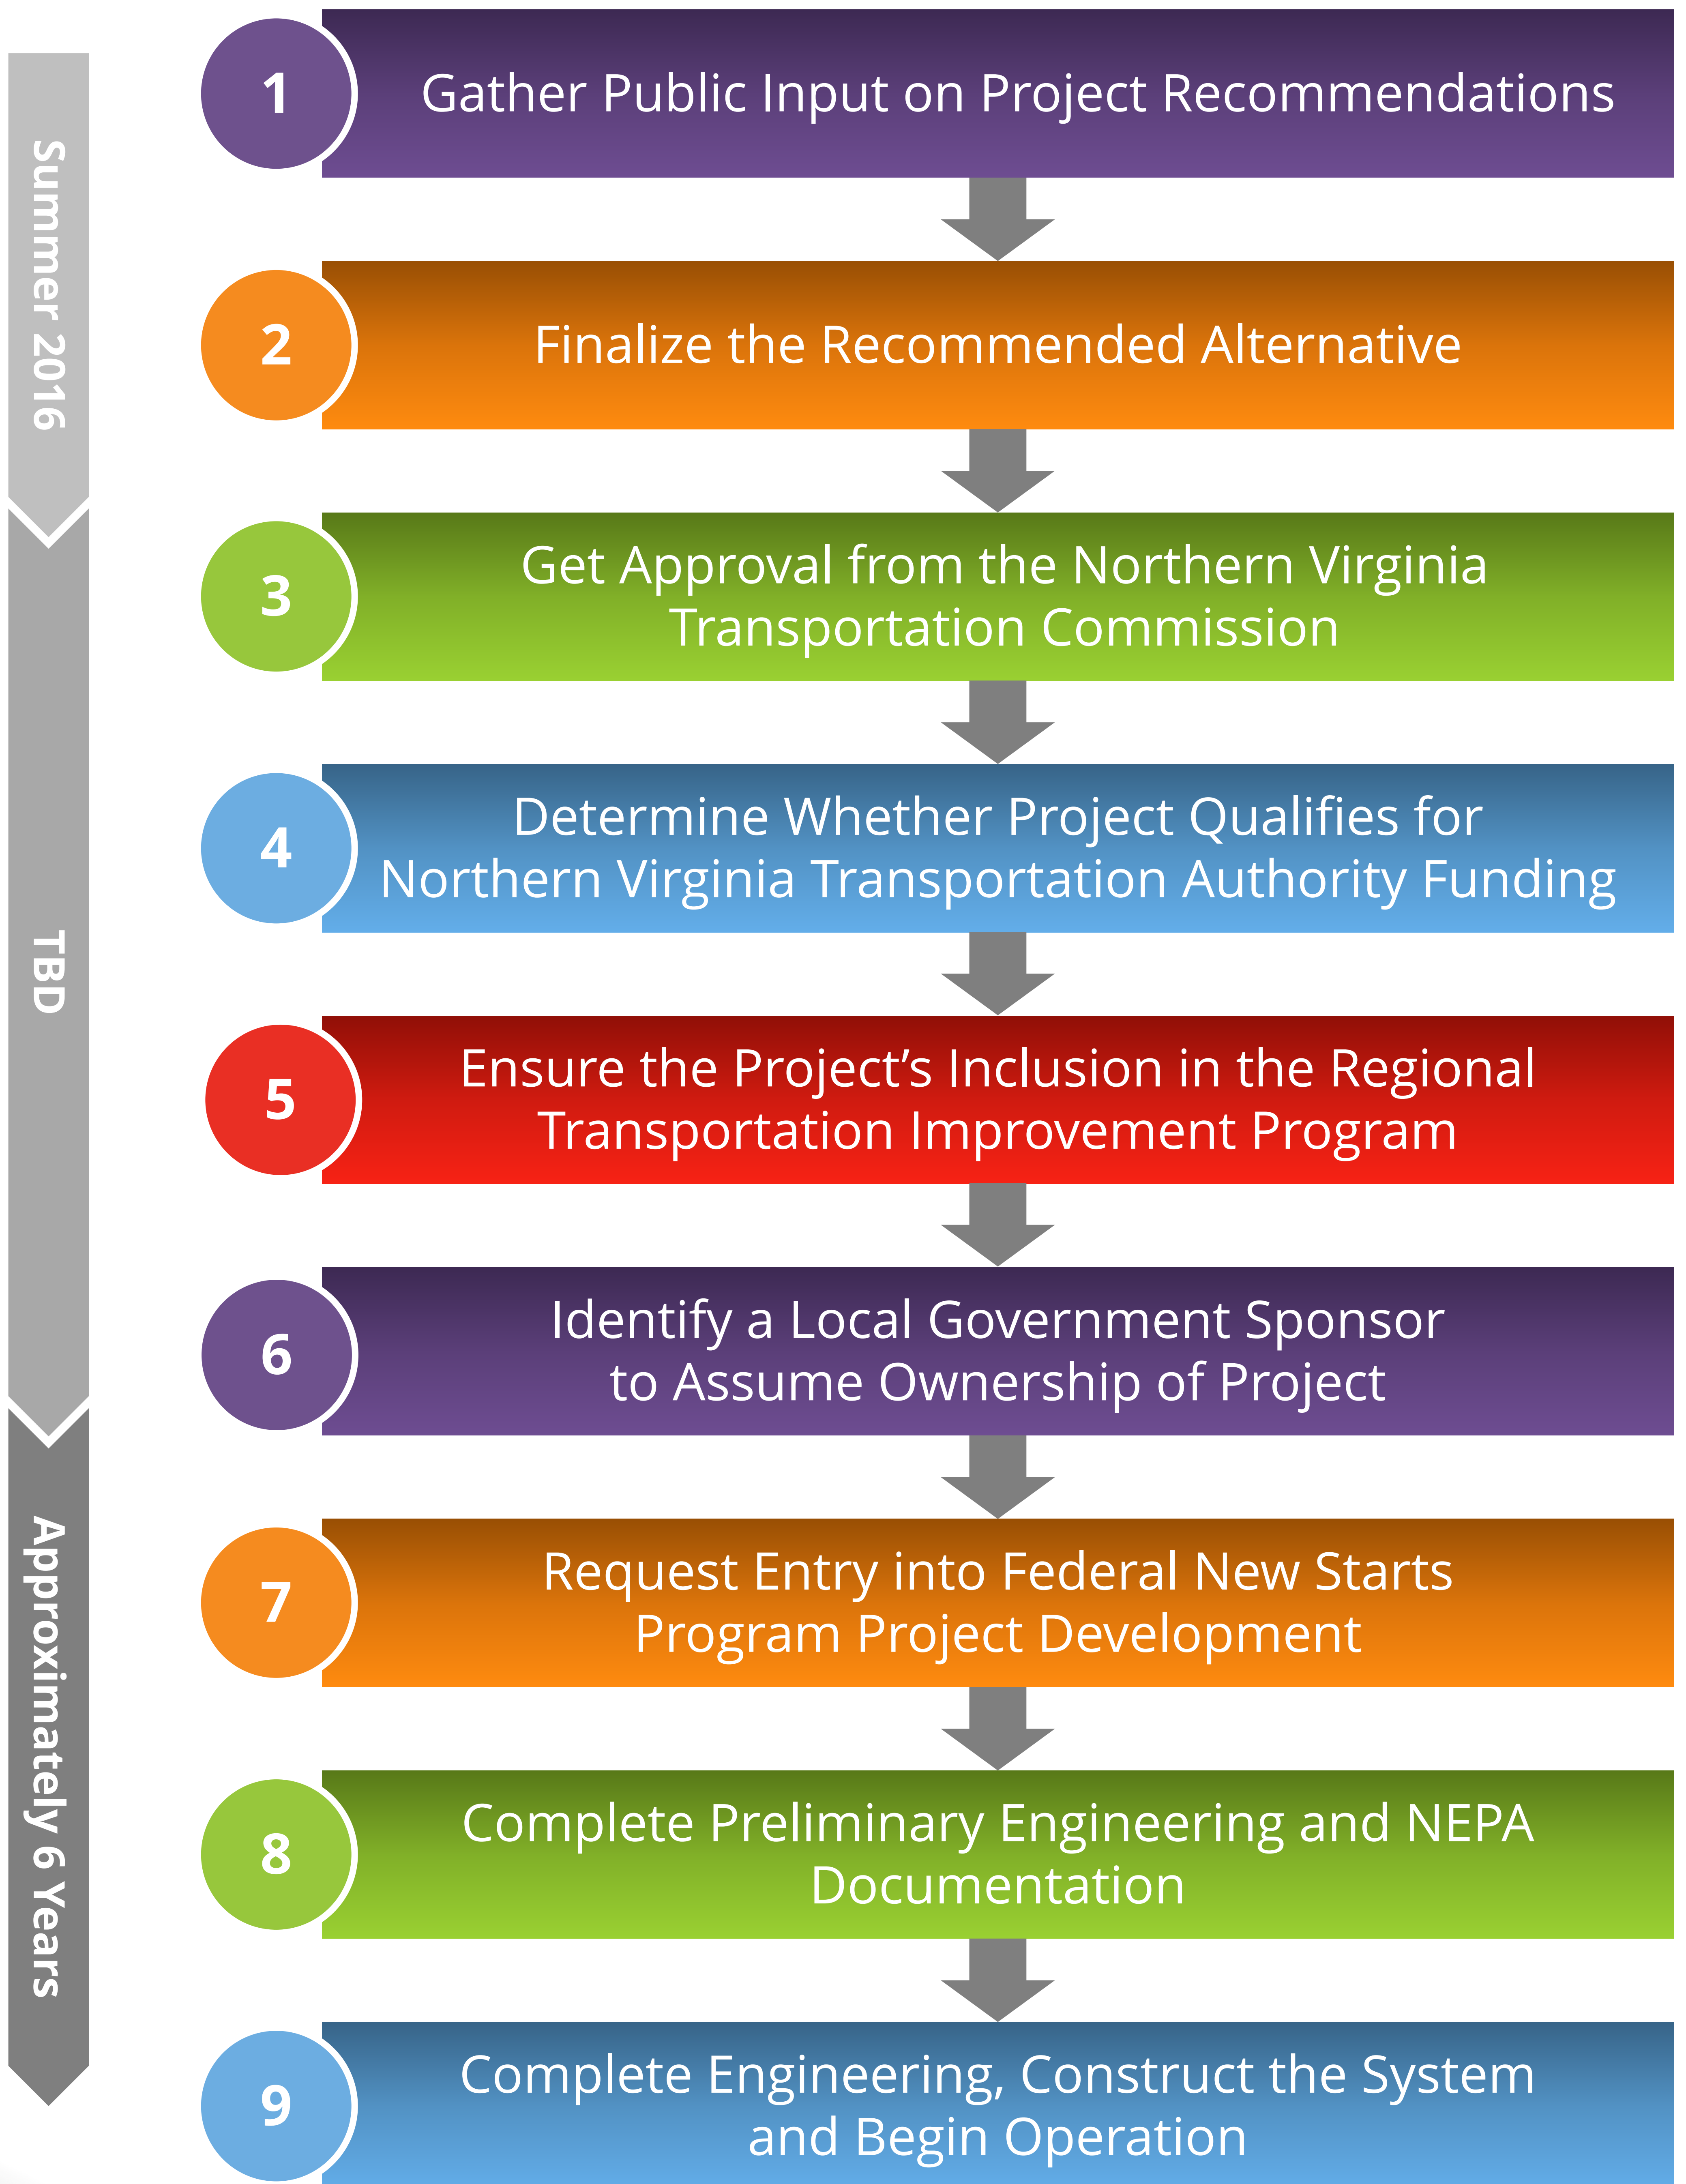 1
Gather Public Input on Project Recommendations
2
Finalize the Recommended Alternative
3
Get Approval from the Northern Virginia
Transportation Commission
4
Determine Whether Project Qualifies for
Northern Virginia Transportation Authority Funding
5
Ensure the Project’s Inclusion in the Regional
Transportation Improvement Program
6
Identify a Local Government Sponsor
to Assume Ownership of Project
7
Request Entry into Federal New Starts
Program Project Development
8
Complete Preliminary Engineering and NEPA
Documentation
9
Complete Engineering, Construct the System
and Begin Operation
Summer 2016
TBD
Approximately 6 Years